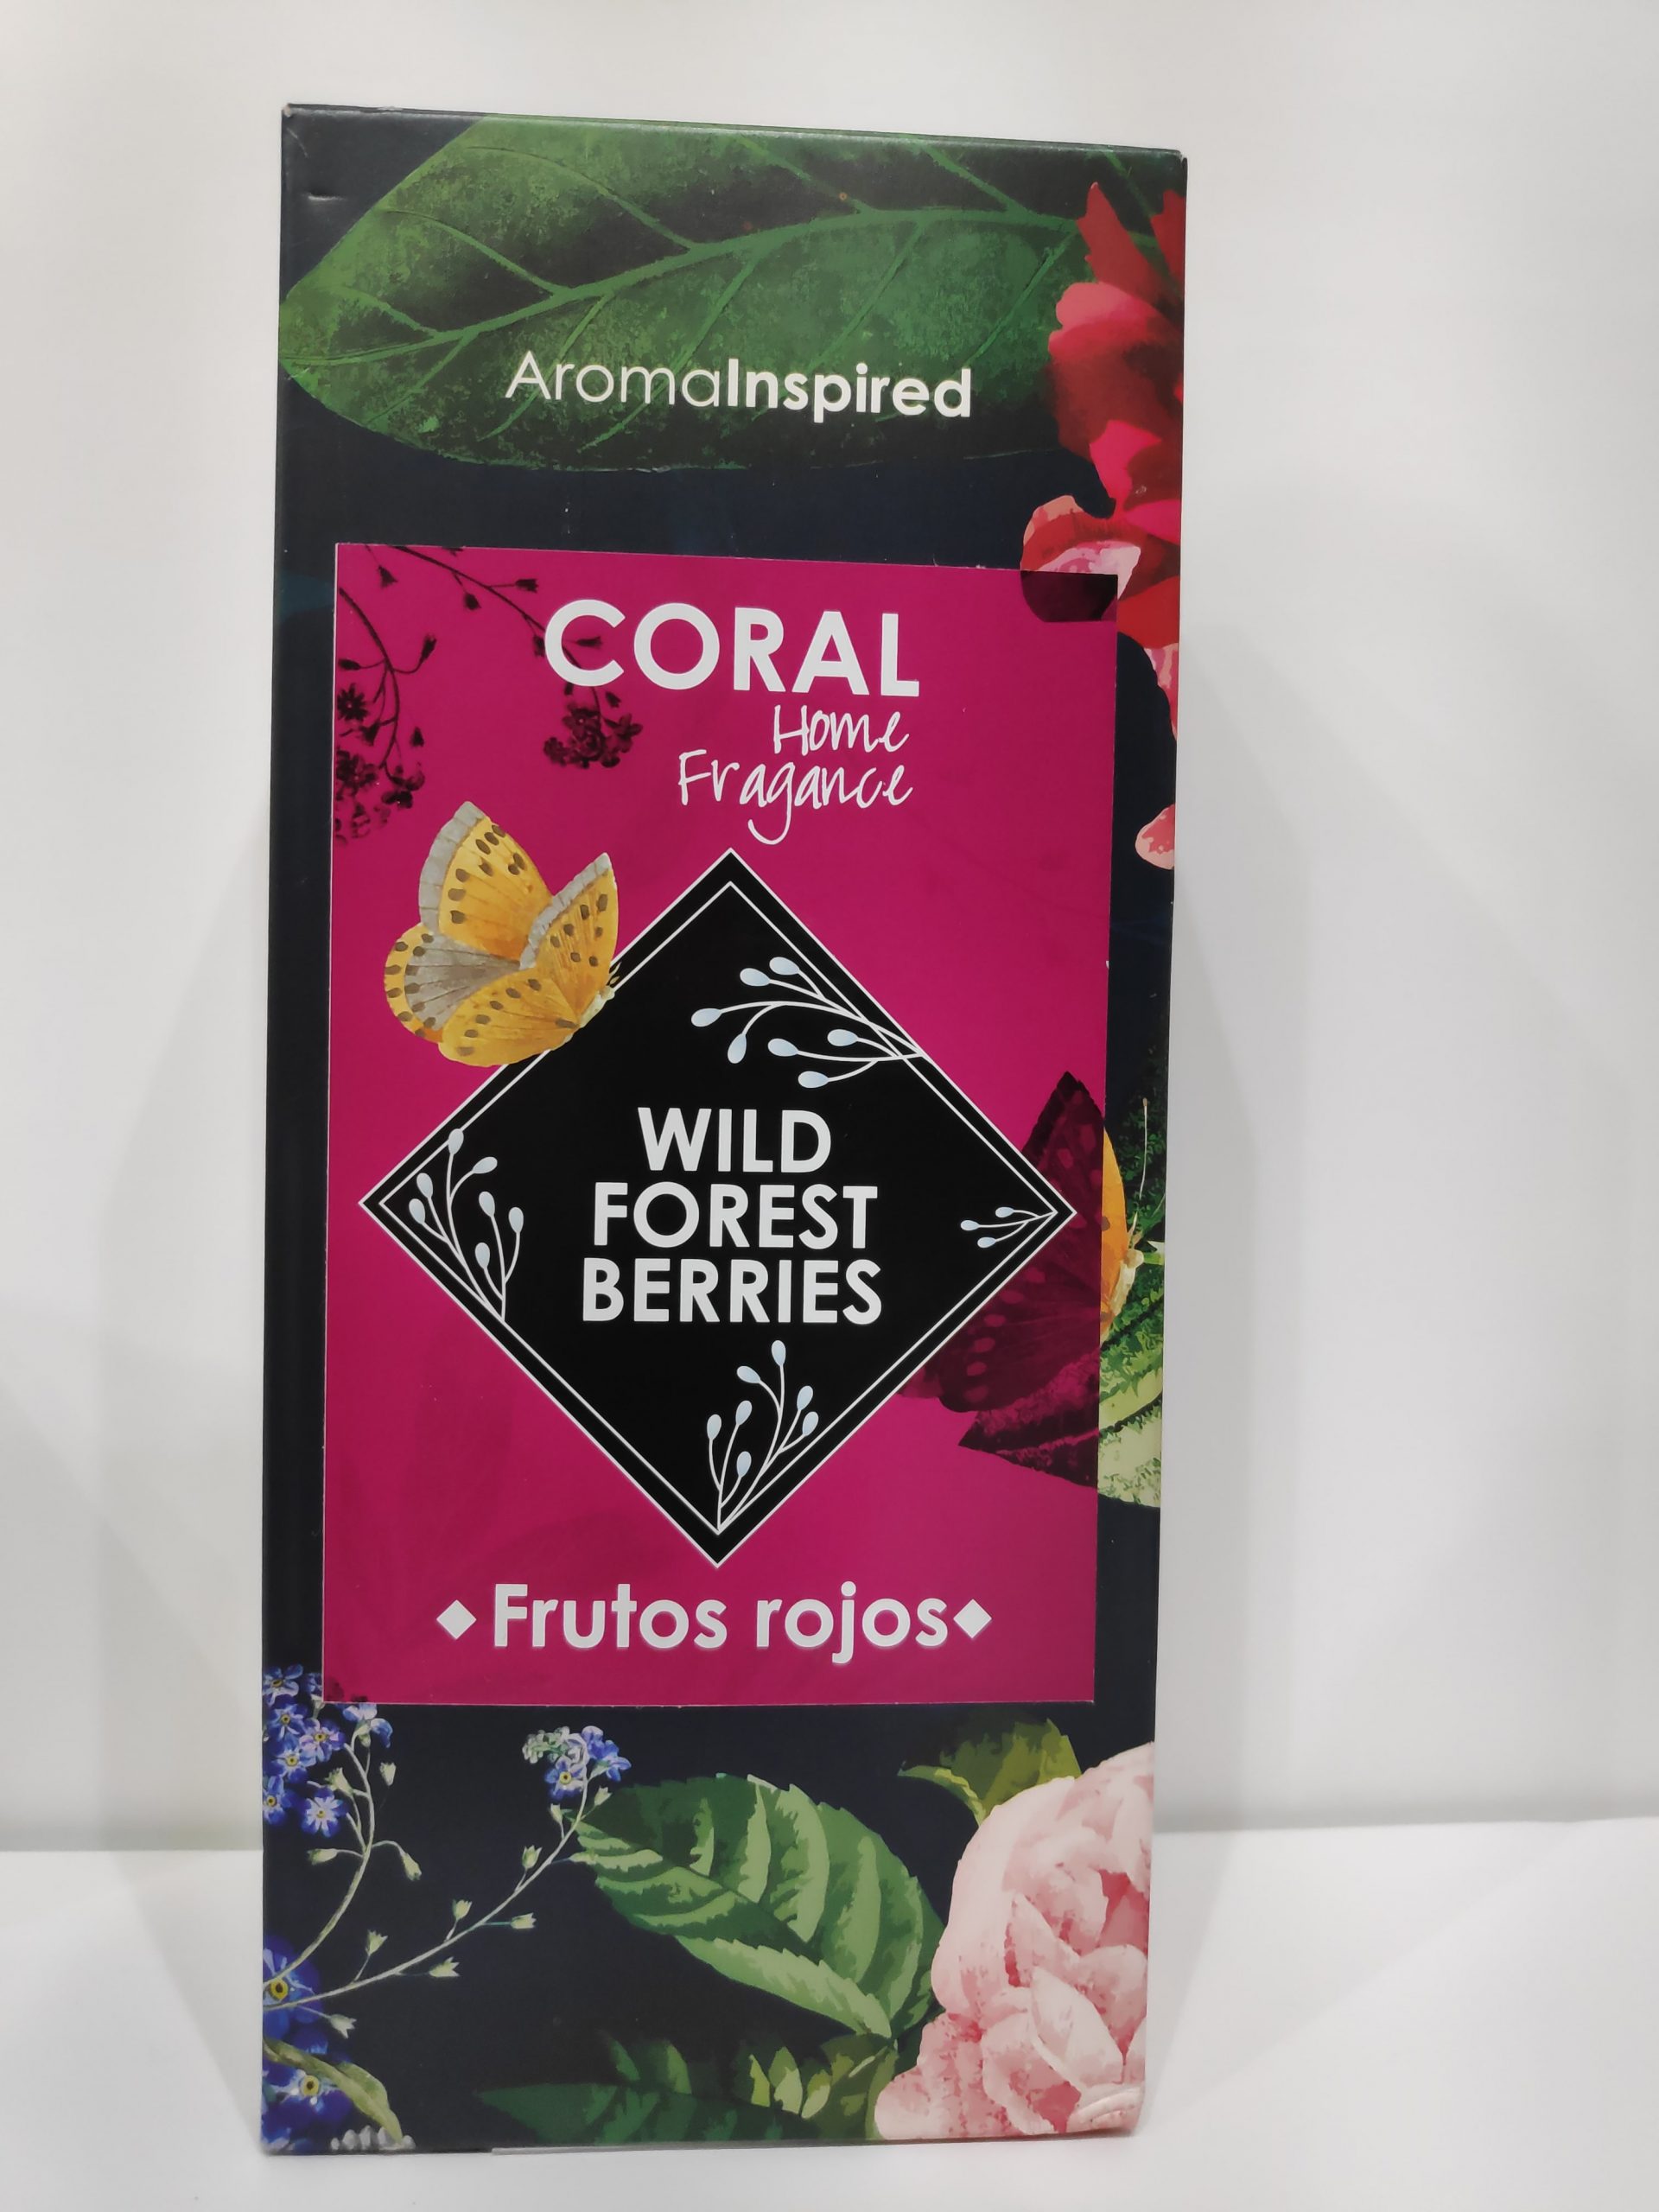 AromaInspired
CORAL
Home
Fragance
WILD
FOREST
BERRIES
Frutos rojos